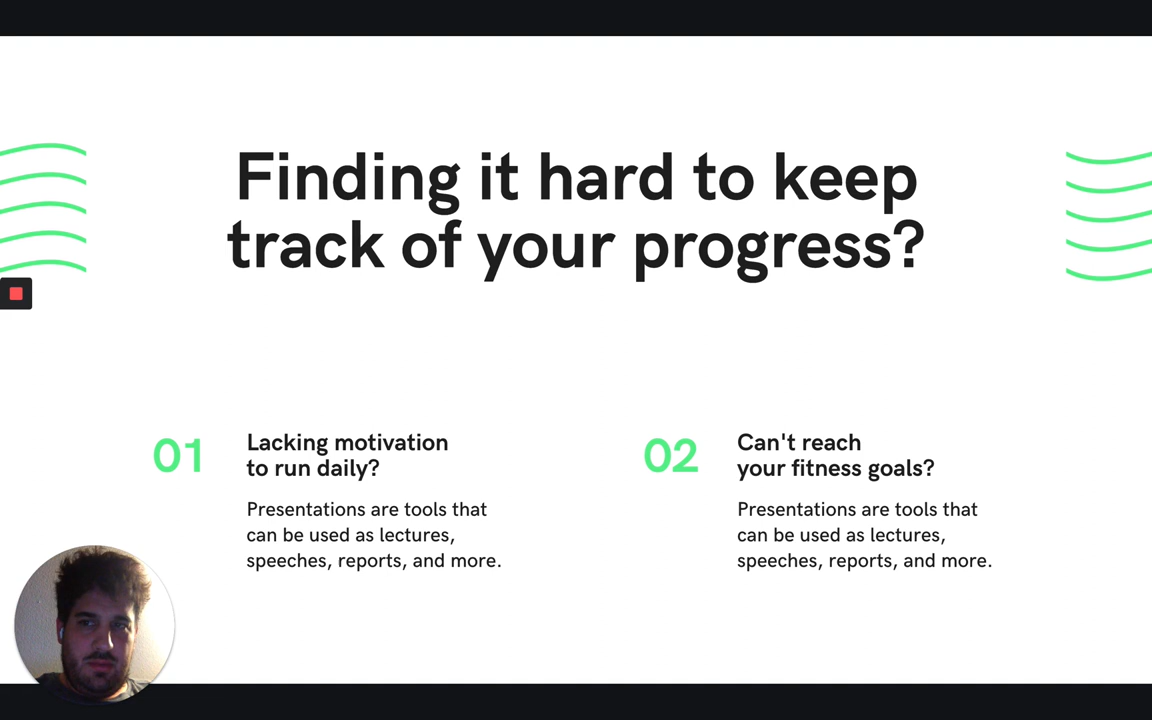 Finding it hard to keep
track of your progress?
01
Lacking motivation
to run daily?
Presentations are tools that
can be used as lectures,
speeches, reports, and more.
02
Can't reach
your fitness goals?
Presentations are tools that
can be used as lectures,
speeches, reports, and more.